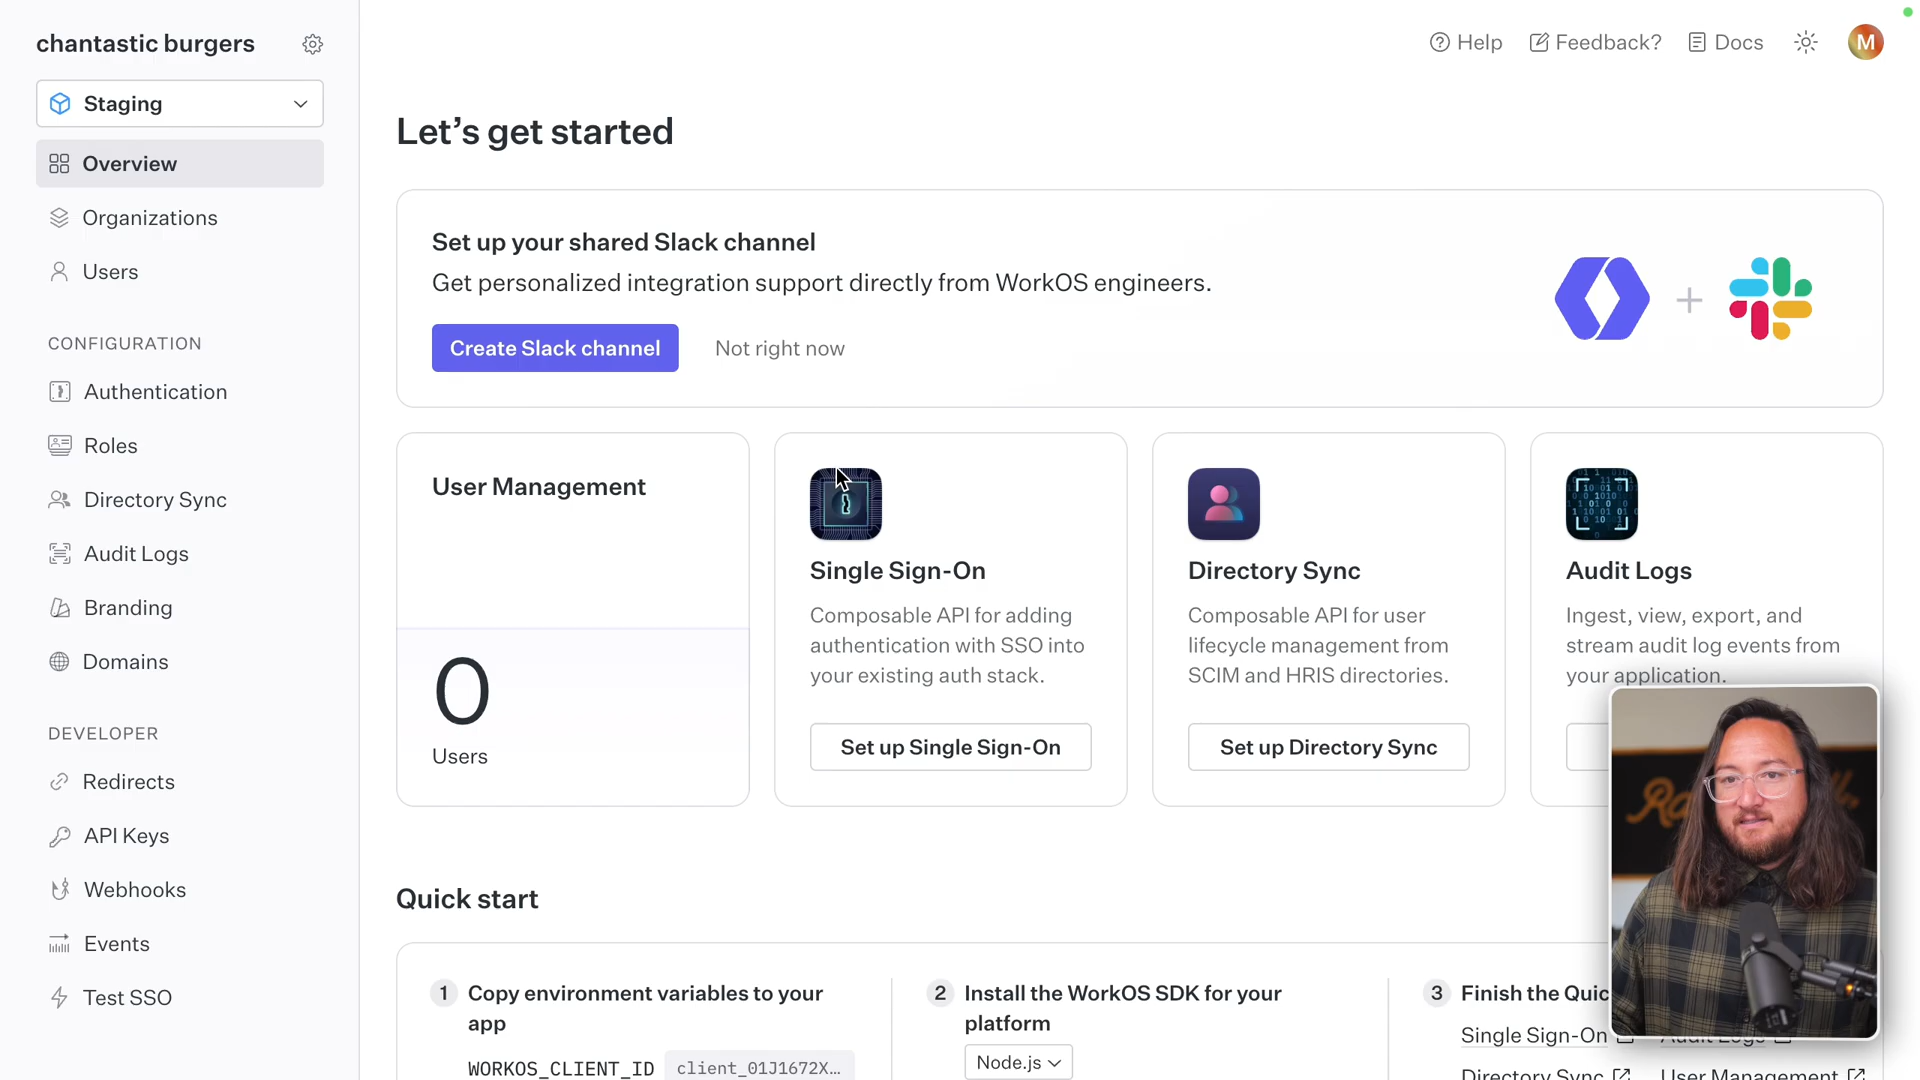 chantastic burgers
Help
Feedback?
Docs
M
Staging
Overview
Organizations
Users
CONFIGURATION
Authentication
Roles
Directory Sync
Audit Logs
Branding
Domains
DEVELOPER
Redirects
API Keys
Webhooks
Events
Test SSO
Let’s get started
Set up your shared Slack channel
Get personalized integration support directly from WorkOS engineers.
Create Slack channel
Not right now
User Management
0
Users
Single Sign-On
Composable API for adding
authentication with SSO into
your existing auth stack.
Set up Single Sign-On
Directory Sync
Composable API for user
lifecycle management from
SCIM and HRIS directories.
Set up Directory Sync
Audit Logs
Ingest, view, export, and
stream audit log events from
your application.
Quick start
1 Copy environment variables to your
app
WORKOS_CLIENT_ID client_01J1672X...
2 Install the WorkOS SDK for your
platform
Node.js
3 Finish the Quic
Single Sign-On
Audit Logs
Directory Sync
User Management